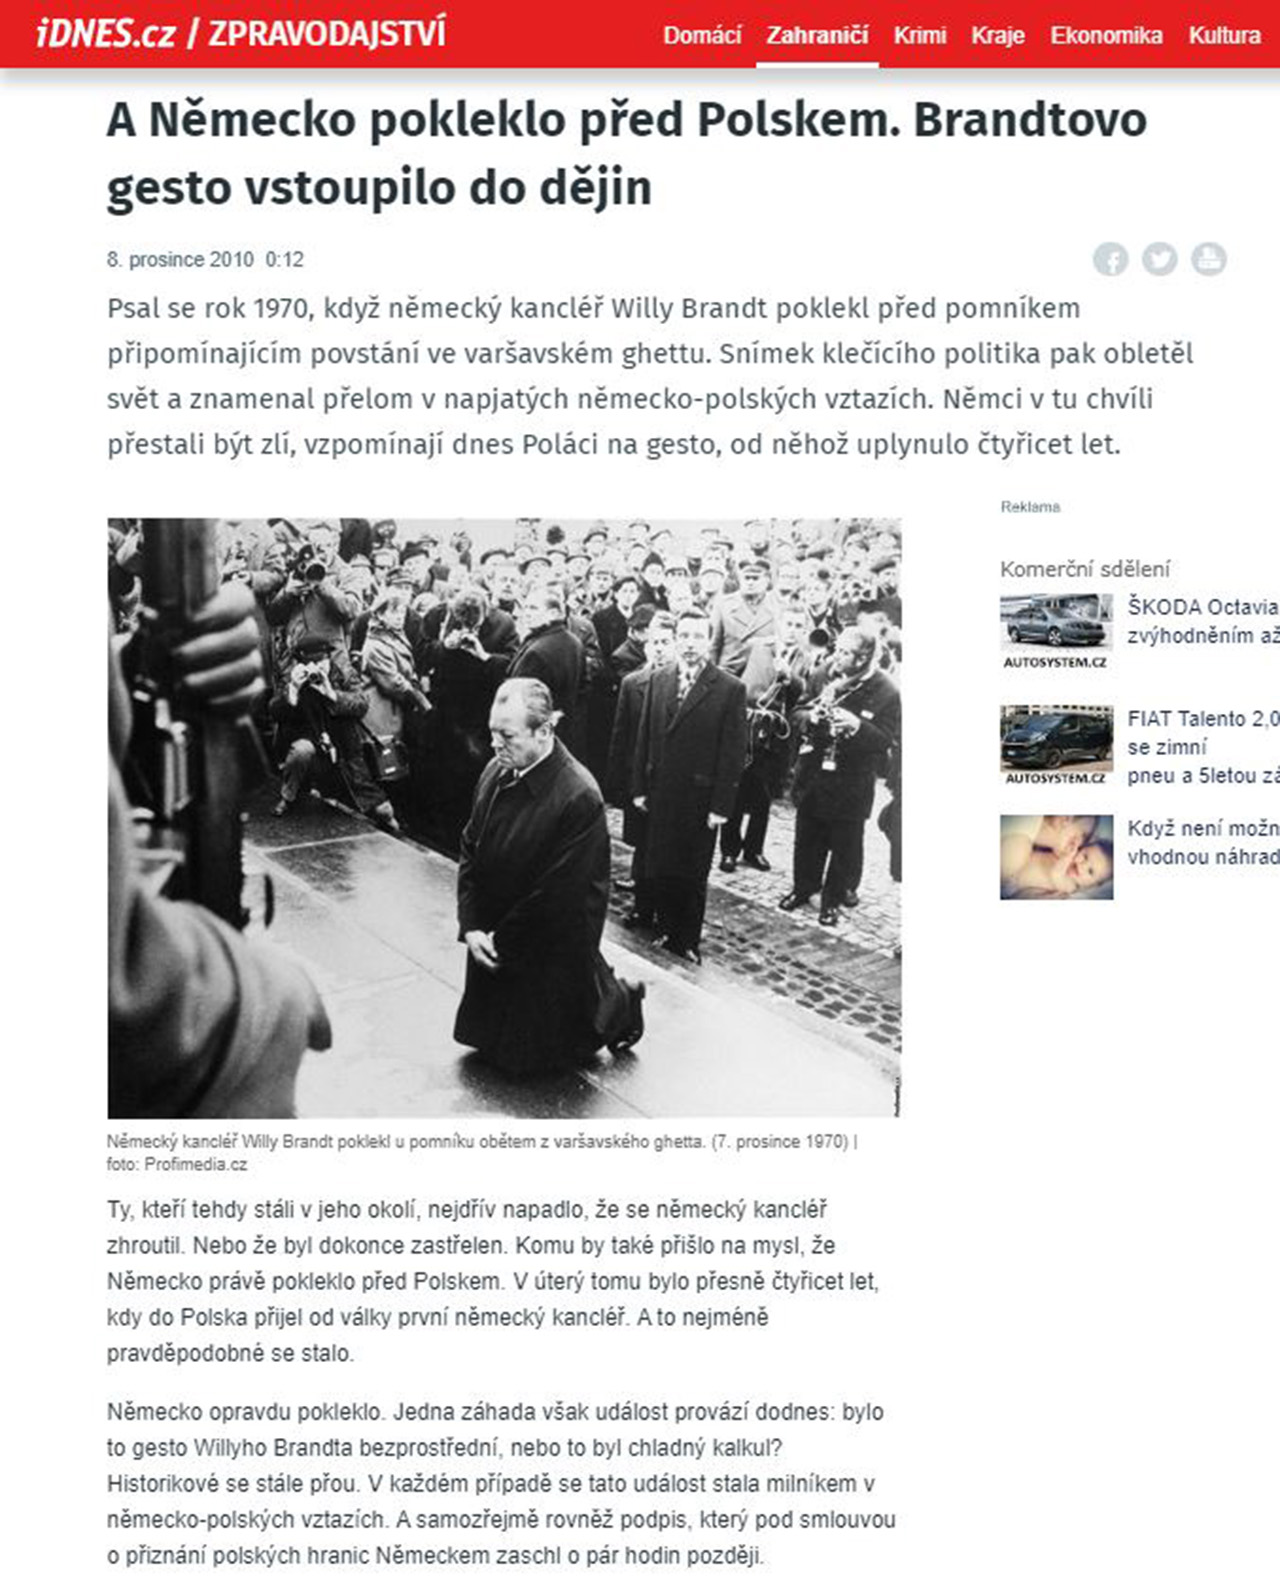 iDNES.cz / ZPRAVODAJSTVÍ
Domácí Zahraničí Krimi Kraje Ekonomika Kultura
A Německo pokleklo před Polskem. Brandtovo
gesto vstoupilo do dějin
8. prosince 2010 0:12
Psal se rok 1970, když německý kancléř Willy Brandt poklekl před pomníkem
připomínajícím povstání ve varšavském ghettu. Snímek klečícího politika pak obletěl
svět a znamenal přelom v napjatých německo-polských vztazích. Němci v tu chvíli
přestali být zlí, vzpomínají dnes Poláci na gesto, od něhož uplynulo čtyřicet let.
Reklama
Komerční sdělení
ŠKODA Octavia
zvýhodněním až
AUTOSYSTEM.CZ
FIAT Talento 2,0
se zimní
pneu a 5letou zá
AUTOSYSTEM.CZ
Když není možn
vhodnou náhrad
Německý kancléř Willy Brandt poklekl u pomníku obětem z varšavského ghetta. (7. prosince 1970) |
foto: Profimedia.cz
Ty, kteří tehdy stáli v jeho okolí, nejdřív napadlo, že se německý kancléř
zhroutil. Nebo že byl dokonce zastřelen. Komu by také přišlo na mysl, že
Německo právě pokleklo před Polskem. V úterý tomu bylo přesně čtyřicet let,
kdy do Polska přijel od války první německý kancléř. A to nejméně
pravděpodobné se stalo.
Německo opravdu pokleklo. Jedna záhada však událost provází dodnes: bylo
to gesto Willyho Brandta bezprostřední, nebo to byl chladný kalkul?
Historikové se stále přou. V každém případě se tato událost stala milníkem v
německo-polských vztazích. A samozřejmě rovněž podpis, který pod smlouvou
o přiznání polských hranic Německem zaschl o pár hodin později.